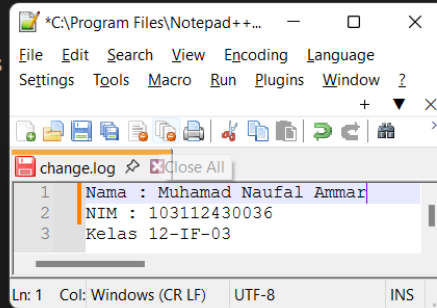 *C:\Program Files\Notepad++...
File Edit Search View Encoding Language
Settings Tools Macro Run Plugins Window ?
+ ▼ X
change.log Close All
1 Nama : Muhamad Naufal Ammar
2 NIM : 103112430036
3 Kelas 12-IF-03
Ln: 1 Col: Windows (CR LF) UTF-8 INS